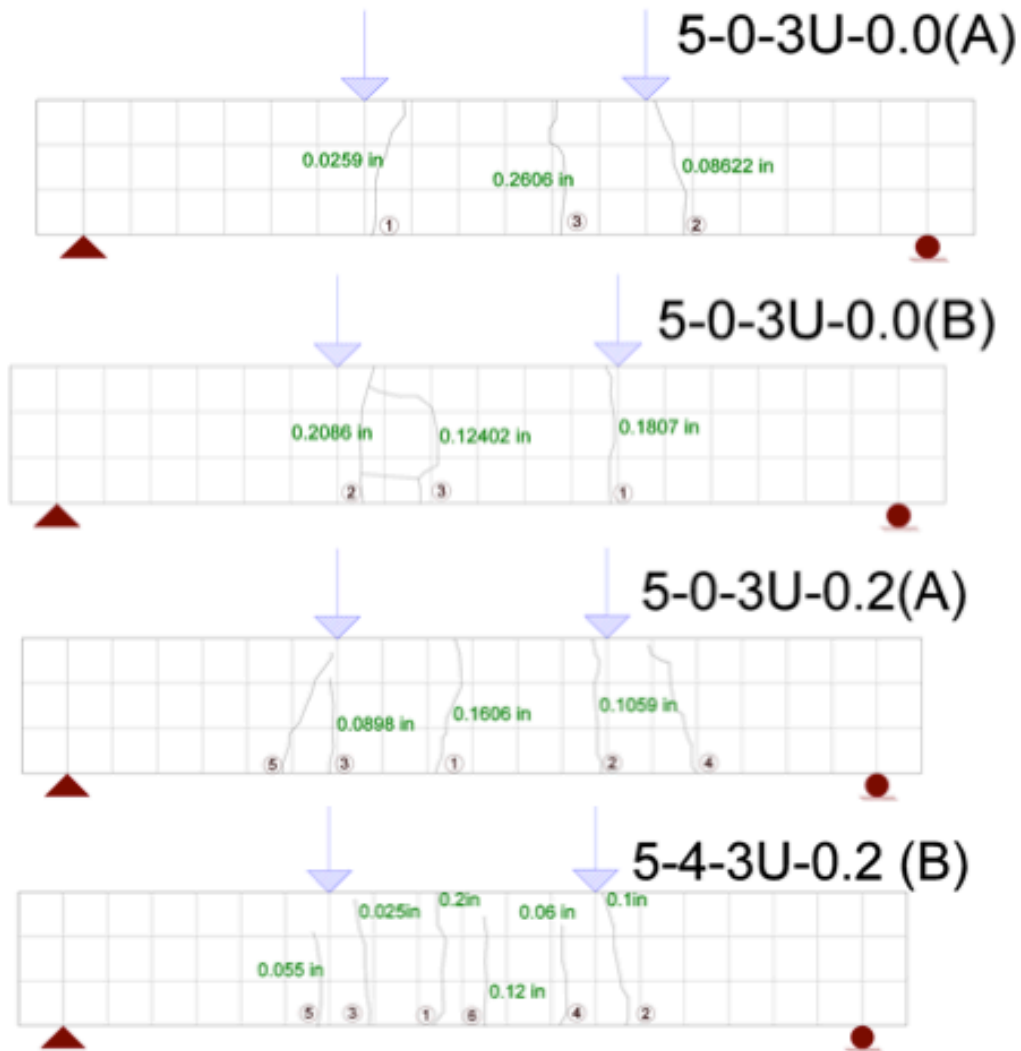 5-0-3U-0.0(A)
0.0259 in
0.2606 in
0.08622 in
① ③ ②
5-0-3U-0.0(B)
0.2086 in
0.12402 in
0.1807 in
② ③ ①
5-0-3U-0.2(A)
0.0898 in
0.1606 in
0.1059 in
⑤ ③ ① ② ④
5-4-3U-0.2 (B)
0.025in
0.2in
0.06 in
0.1in
0.055 in
0.12 in
⑤ ③ ① ⑥ ④ ②